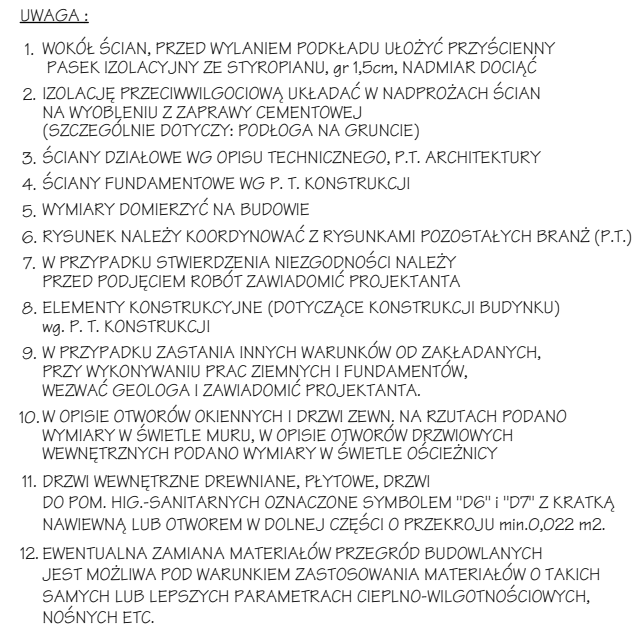 UWAGA :
1. WOKÓŁ ŚCIAN, PRZED WYLANIEM PODKŁADU UŁOŻYĆ PRZYŚCIENNY
PASEK IZOLACYJNY ZE STYROPIANU, gr 1,5cm, NADMIAR DOCIĄĆ
2. IZOLACJĘ PRZECIWWILGOCIOWĄ UKŁADAĆ W NADPROŻACH ŚCIAN
NA WYOBLENIU Z ZAPRAWY CEMENTOWEJ
(SZCZEGÓLNIE DOTYCZY: PODŁOGA NA GRUNCIE)
3. ŚCIANY DZIAŁOWE WG OPISU TECHNICZNEGO, P.T. ARCHITEKTURY
4. ŚCIANY FUNDAMENTOWE WG P. T. KONSTRUKCJI
5. WYMIARY DOMIERZYĆ NA BUDOWIE
6. RYSUNEK NALEŻY KOORDYNOWAĆ Z RYSUNKAMI POZOSTAŁYCH BRANŻ (P.T.)
7. W PRZYPADKU STWIERDZENIA NIEZGODNOŚCI NALEŻY
PRZED PODJĘCIEM ROBÓT ZAWIADOMIĆ PROJEKTANTA
8. ELEMENTY KONSTRUKCYJNE (DOTYCZĄCE KONSTRUKCJI BUDYNKU)
wg. P. T. KONSTRUKCJI
9. W PRZYPADKU ZASTANIA INNYCH WARUNKÓW OD ZAKŁADANYCH,
PRZY WYKONYWANIU PRAC ZIEMNYCH I FUNDAMENTÓW,
WEZWAĆ GEOLOGA I ZAWIADOMIĆ PROJEKTANTA.
10. W OPISIE OTWORÓW OKIENNYCH I DRZWI ZEWN. NA RZUTACH PODANO
WYMIARY W ŚWIETLE MURU, W OPISIE OTWORÓW DRZWIOWYCH
WEWNĘTRZNYCH PODANO WYMIARY W ŚWIETLE OŚCIEŻNICY
11. DRZWI WEWNĘTRZNE DREWNIANE, PŁYTOWE, DRZWI
DO POM. HIG.-SANITARNYCH OZNACZONE SYMBOLEM "D6" i "D7" Z KRATKĄ
NAWIEWNĄ LUB OTWOREM W DOLNEJ CZĘŚCI O PRZEKROJU min.0,022 m2.
12. EWENTUALNA ZAMIANA MATERIAŁÓW PRZEGRÓD BUDOWLANYCH
JEST MOŻLIWA POD WARUNKIEM ZASTOSOWANIA MATERIAŁÓW O TAKICH
SAMYCH LUB LEPSZYCH PARAMETRACH CIEPLNO-WILGOTNOŚCIOWYCH,
NOŚNYCH ETC.